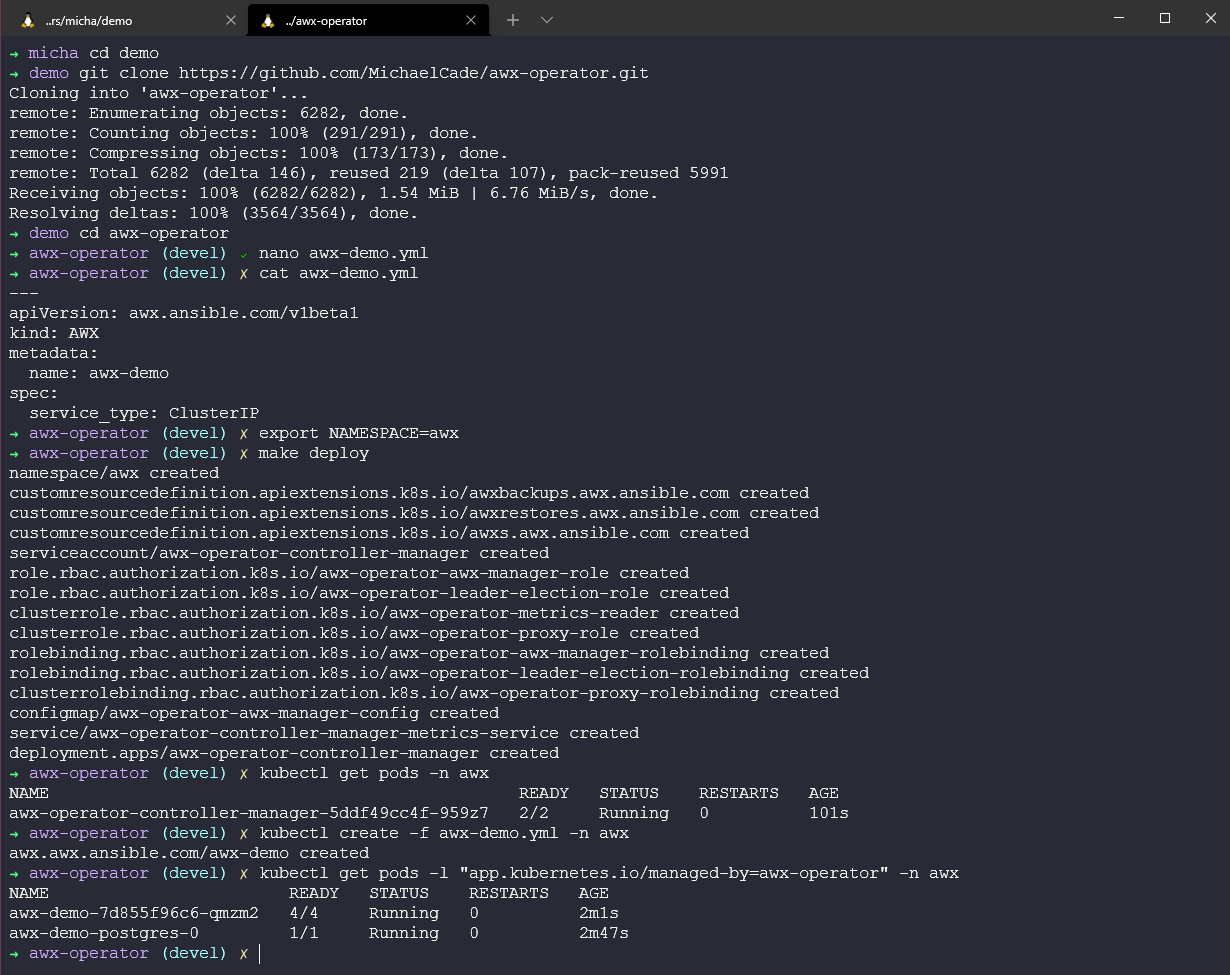 ..rs/micha/demo
../awx-operator
→ micha cd demo
→ demo git clone https://github.com/MichaelCade/awx-operator.git
Cloning into 'awx-operator'...
remote: Enumerating objects: 6282, done.
remote: Counting objects: 100% (291/291), done.
remote: Compressing objects: 100% (173/173), done.
remote: Total 6282 (delta 146), reused 219 (delta 107), pack-reused 5991
Receiving objects: 100% (6282/6282), 1.54 MiB | 6.76 MiB/s, done.
Resolving deltas: 100% (3564/3564), done.
→ demo cd awx-operator
→ awx-operator (devel) ✓ nano awx-demo.yml
→ awx-operator (devel) ✗ cat awx-demo.yml
---
apiVersion: awx.ansible.com/v1beta1
kind: AWX
metadata:
  name: awx-demo
spec:
  service_type: ClusterIP
→ awx-operator (devel) ✗ export NAMESPACE=awx
→ awx-operator (devel) ✗ make deploy
namespace/awx created
customresourcedefinition.apiextensions.k8s.io/awxbackups.awx.ansible.com created
customresourcedefinition.apiextensions.k8s.io/awxrestores.awx.ansible.com created
customresourcedefinition.apiextensions.k8s.io/awxs.awx.ansible.com created
serviceaccount/awx-operator-controller-manager created
role.rbac.authorization.k8s.io/awx-operator-awx-manager-role created
role.rbac.authorization.k8s.io/awx-operator-leader-election-role created
clusterrole.rbac.authorization.k8s.io/awx-operator-metrics-reader created
clusterrole.rbac.authorization.k8s.io/awx-operator-proxy-role created
rolebinding.rbac.authorization.k8s.io/awx-operator-awx-manager-rolebinding created
rolebinding.rbac.authorization.k8s.io/awx-operator-leader-election-rolebinding created
clusterrolebinding.rbac.authorization.k8s.io/awx-operator-proxy-rolebinding created
configmap/awx-operator-awx-manager-config created
service/awx-operator-controller-manager-metrics-service created
deployment.apps/awx-operator-controller-manager created
→ awx-operator (devel) ✗ kubectl get pods -n awx
NAME                                               READY   STATUS    RESTARTS   AGE
awx-operator-controller-manager-5ddf49cc4f-959z7   2/2     Running   0          101s
→ awx-operator (devel) ✗ kubectl create -f awx-demo.yml -n awx
awx.awx.ansible.com/awx-demo created
→ awx-operator (devel) ✗ kubectl get pods -l "app.kubernetes.io/managed-by=awx-operator" -n awx
NAME                        READY   STATUS    RESTARTS   AGE
awx-demo-7d855f96c6-qmzm2   4/4     Running   0          2m1s
awx-demo-postgres-0         1/1     Running   0          2m47s
→ awx-operator (devel) ✗